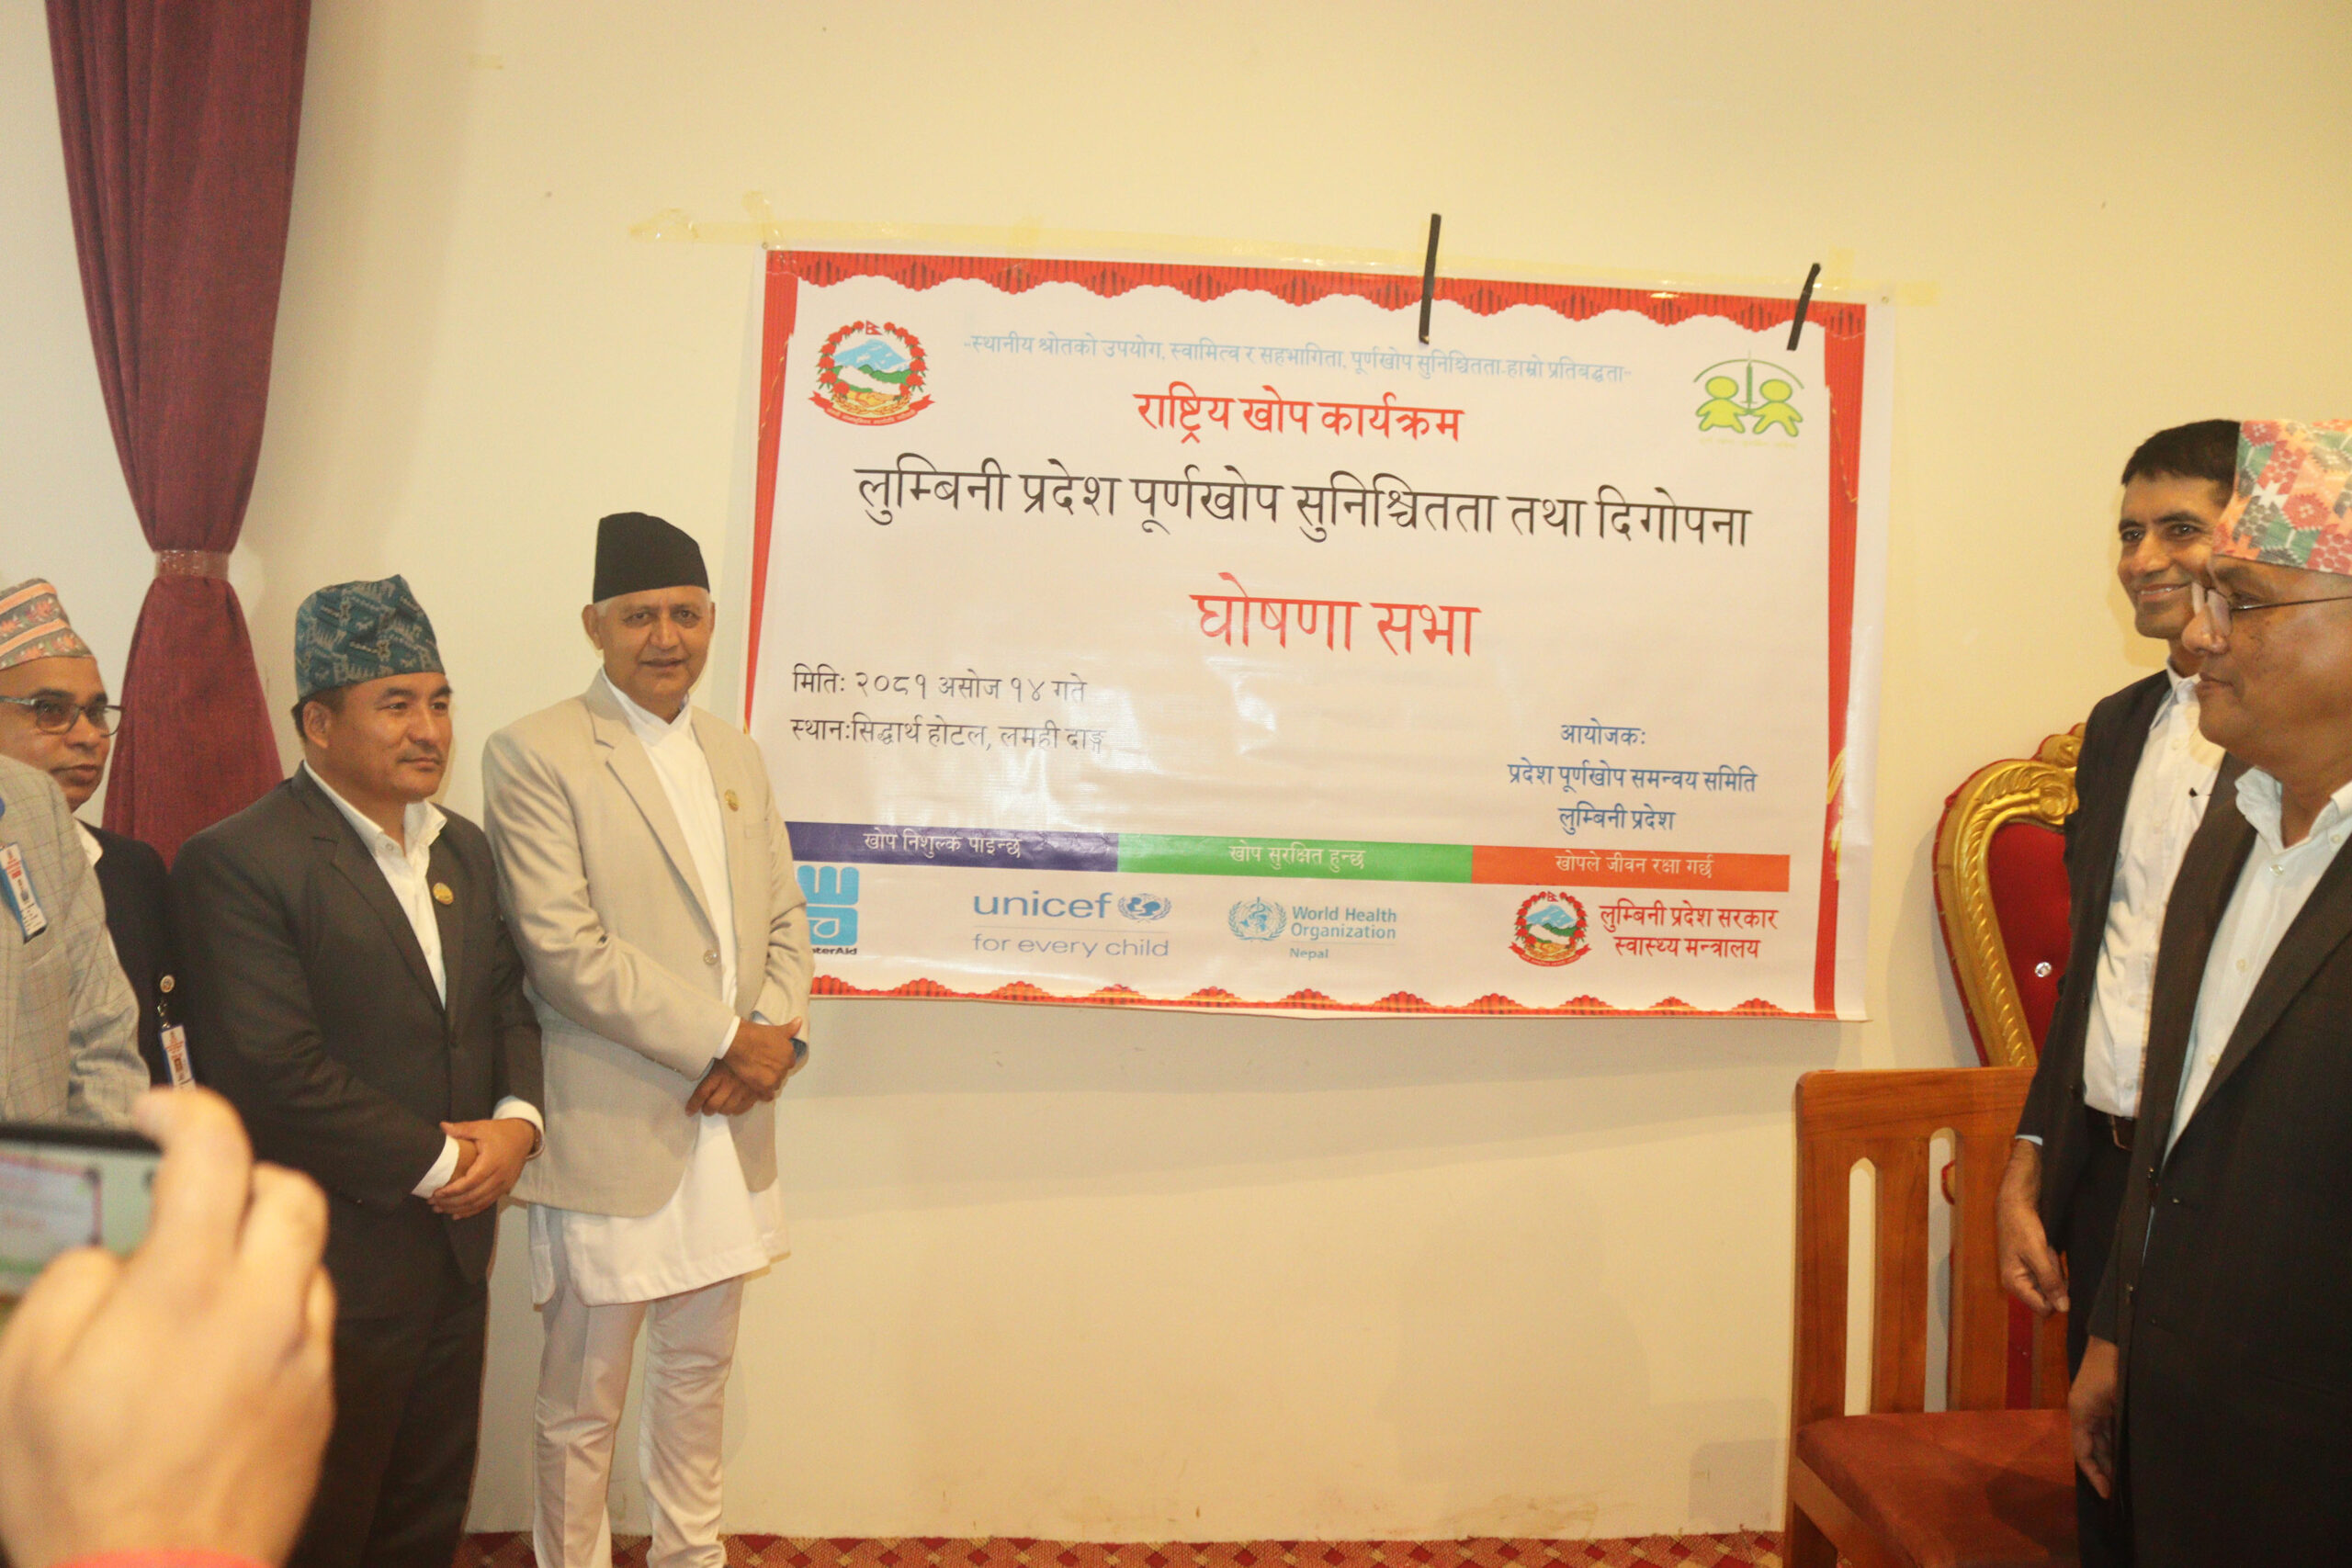 -स्थानीय श्रोतको उपयोग, स्वामित्व र सहभागिता, पूर्णखोप सुनिश्चितता-हाम्रो प्रतिबद्धता-
राष्ट्रिय खोप कार्यक्रम
लुम्बिनी प्रदेश पूर्णखोप सुनिश्चितता तथा दिगोपना
घोषणा सभा
मितिः २०८१ असोज १४ गते
स्थानःसिद्धार्थ होटल, लमही दाङ्ग
आयोजकः
प्रदेश पूर्णखोप समन्वय समिति
लुम्बिनी प्रदेश
खोप निशुल्क पाइन्छ
खोप सुरक्षित हुन्छ
खोपले जीवन रक्षा गर्छ
terAid
unicef
for every child
World Health
Organization
Nepal
लुम्बिनी प्रदेश सरकार
स्वास्थ्य मन्त्रालय